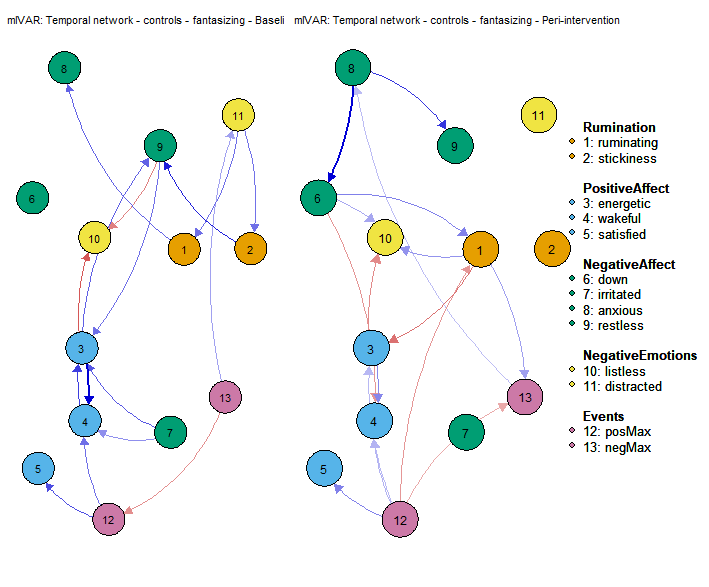 mlVAR: Temporal network - controls - fantasizing - Baseli
mlVAR: Temporal network - controls - fantasizing - Peri-intervention
8
11
9
6
10
1
2
3
13
4
7
5
12
8
11
9
6
10
1
2
3
13
4
7
5
12
Rumination
1: ruminating
2: stickiness
PositiveAffect
3: energetic
4: wakeful
5: satisfied
NegativeAffect
6: down
7: irritated
8: anxious
9: restless
NegativeEmotions
10: listless
11: distracted
Events
12: posMax
13: negMax